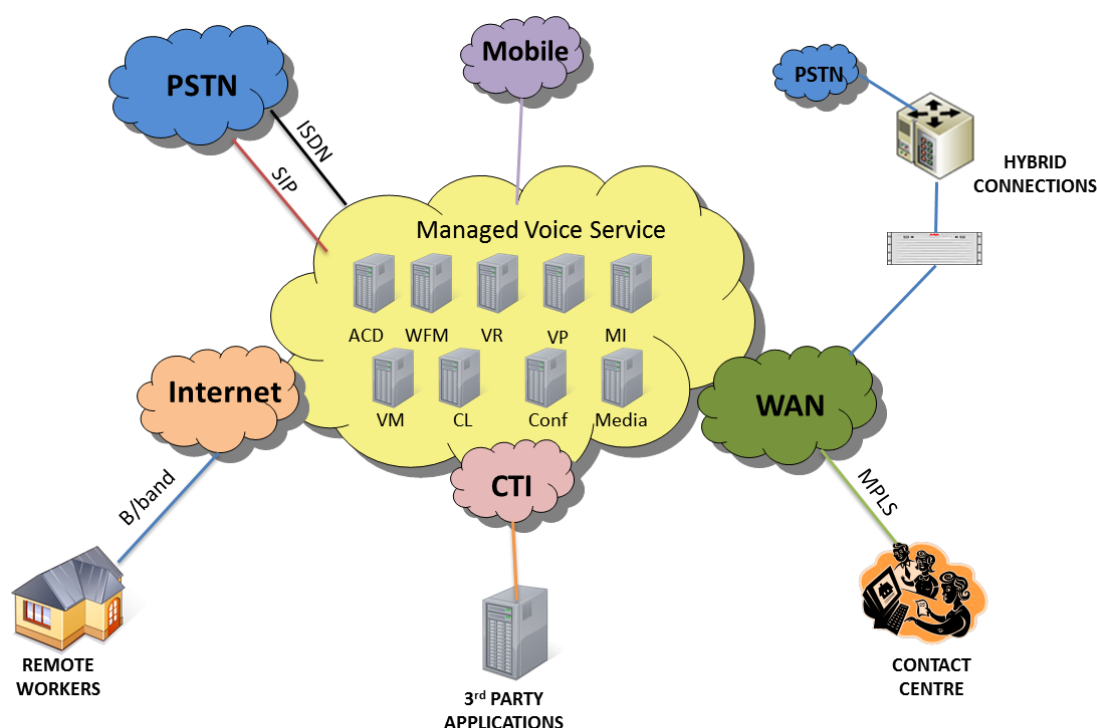 PSTN
Mobile
PSTN
ISDN
SIP
HYBRID
CONNECTIONS
Managed Voice Service
ACD
WFM
VR
VP
MI
VM
CL
Conf
Media
Internet
WAN
CTI
B/band
MPLS
REMOTE
WORKERS
3rd PARTY
APPLICATIONS
CONTACT
CENTRE